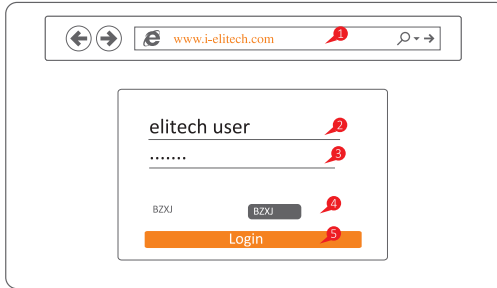 www.i-elitech.com 1
elitech user 2
....... 3
BZXJ BZXJ 4
Login 5